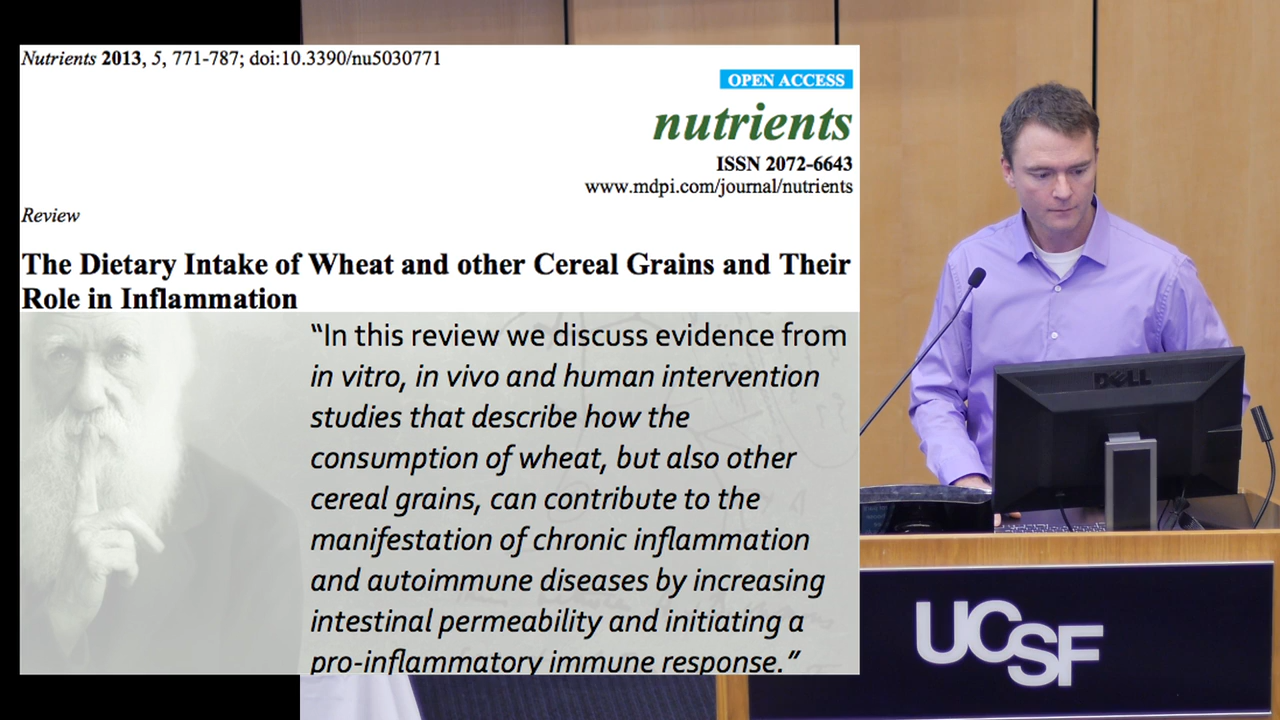 Nutrients 2013, 5, 771-787; doi:10.3390/nu5030771
OPEN ACCESS
nutrients
ISSN 2072-6643
www.mdpi.com/journal/nutrients
Review
The Dietary Intake of Wheat and other Cereal Grains and Their
Role in Inflammation
“In this review we discuss evidence from
in vitro, in vivo and human intervention
studies that describe how the
consumption of wheat, but also other
cereal grains, can contribute to the
manifestation of chronic inflammation
and autoimmune diseases by increasing
intestinal permeability and initiating a
pro-inflammatory immune response.”
DELL
UCSF